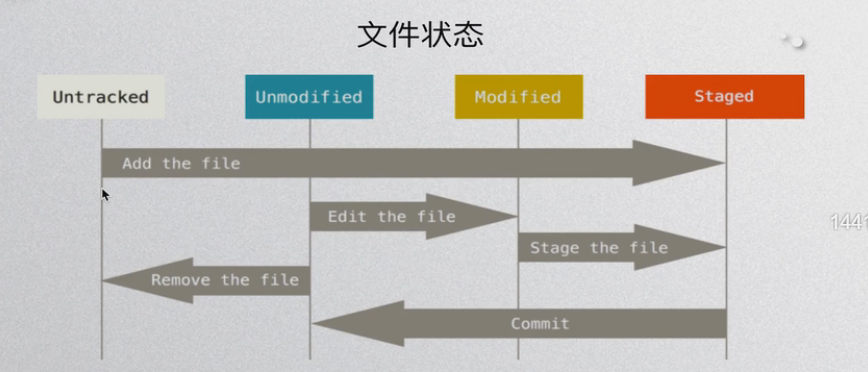 文件状态
Untracked
Unmodified
Modified
Staged
Add the file
Edit the file
Stage the file
Remove the file
Commit
1441